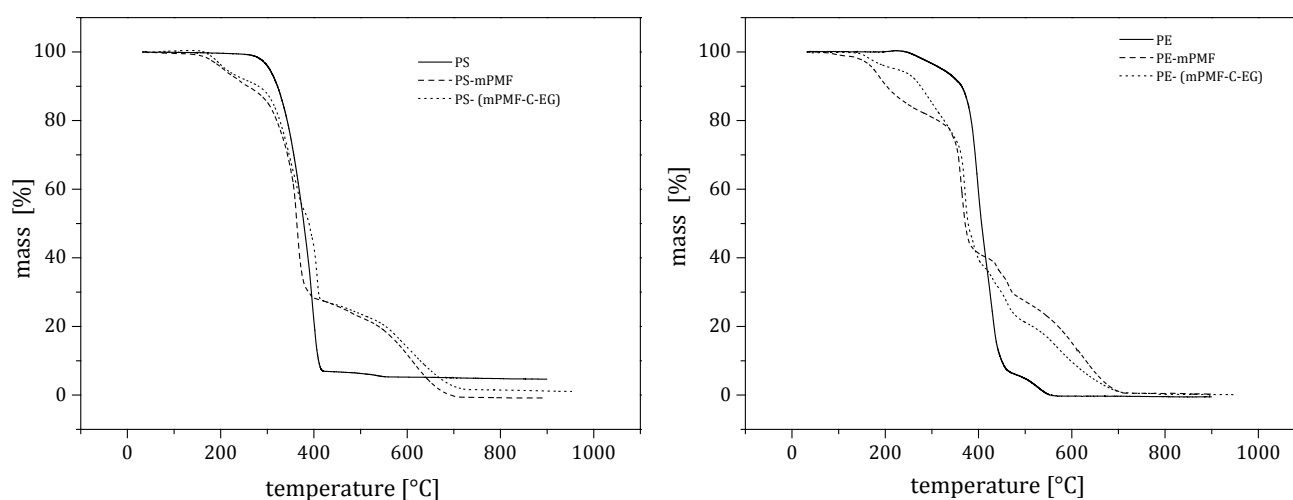 PS
PS-mPMF
PS- (mPMF-C-EG)
mass [%]
100
80
60
40
20
0
0 200 400 600 800 1000
temperature [°C]
PE
PE-mPMF
PE- (mPMF-C-EG)
mass [%]
100
80
60
40
20
0
0 200 400 600 800 1000
temperature [°C]